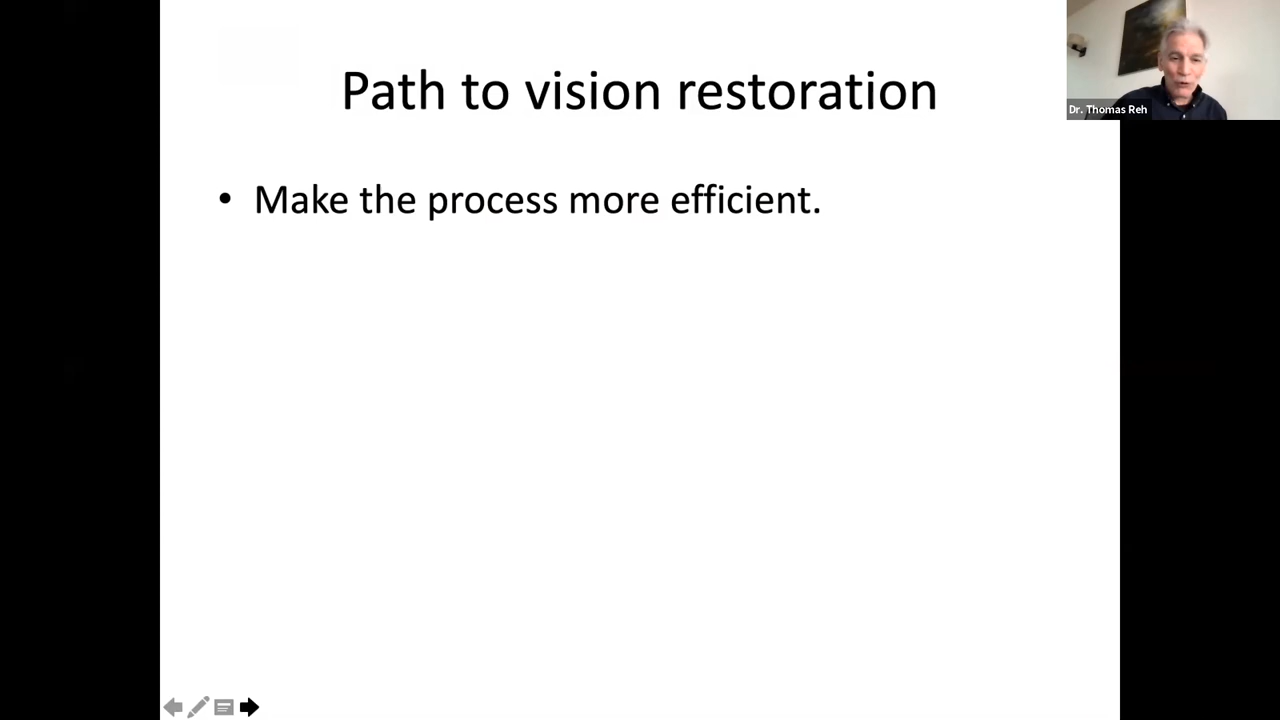 Path to vision restoration
Dr. Thomas Reh
• Make the process more efficient.